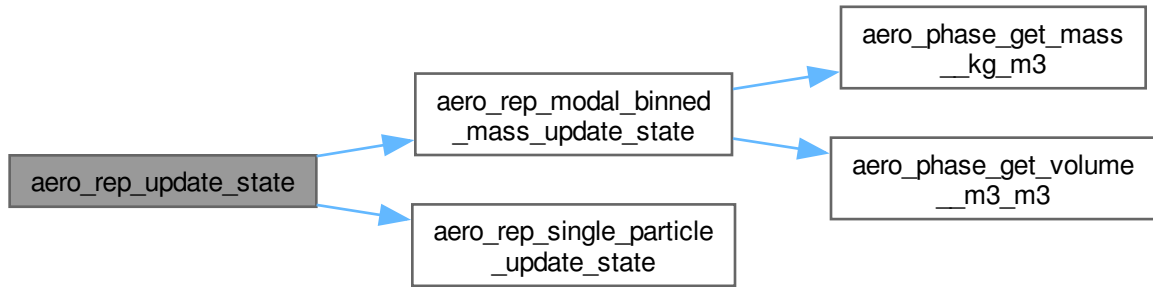 aero_rep_update_state
aero_rep_modal_binned
_mass_update_state
aero_rep_single_particle
_update_state
aero_phase_get_mass
__kg_m3
aero_phase_get_volume
__m3_m3